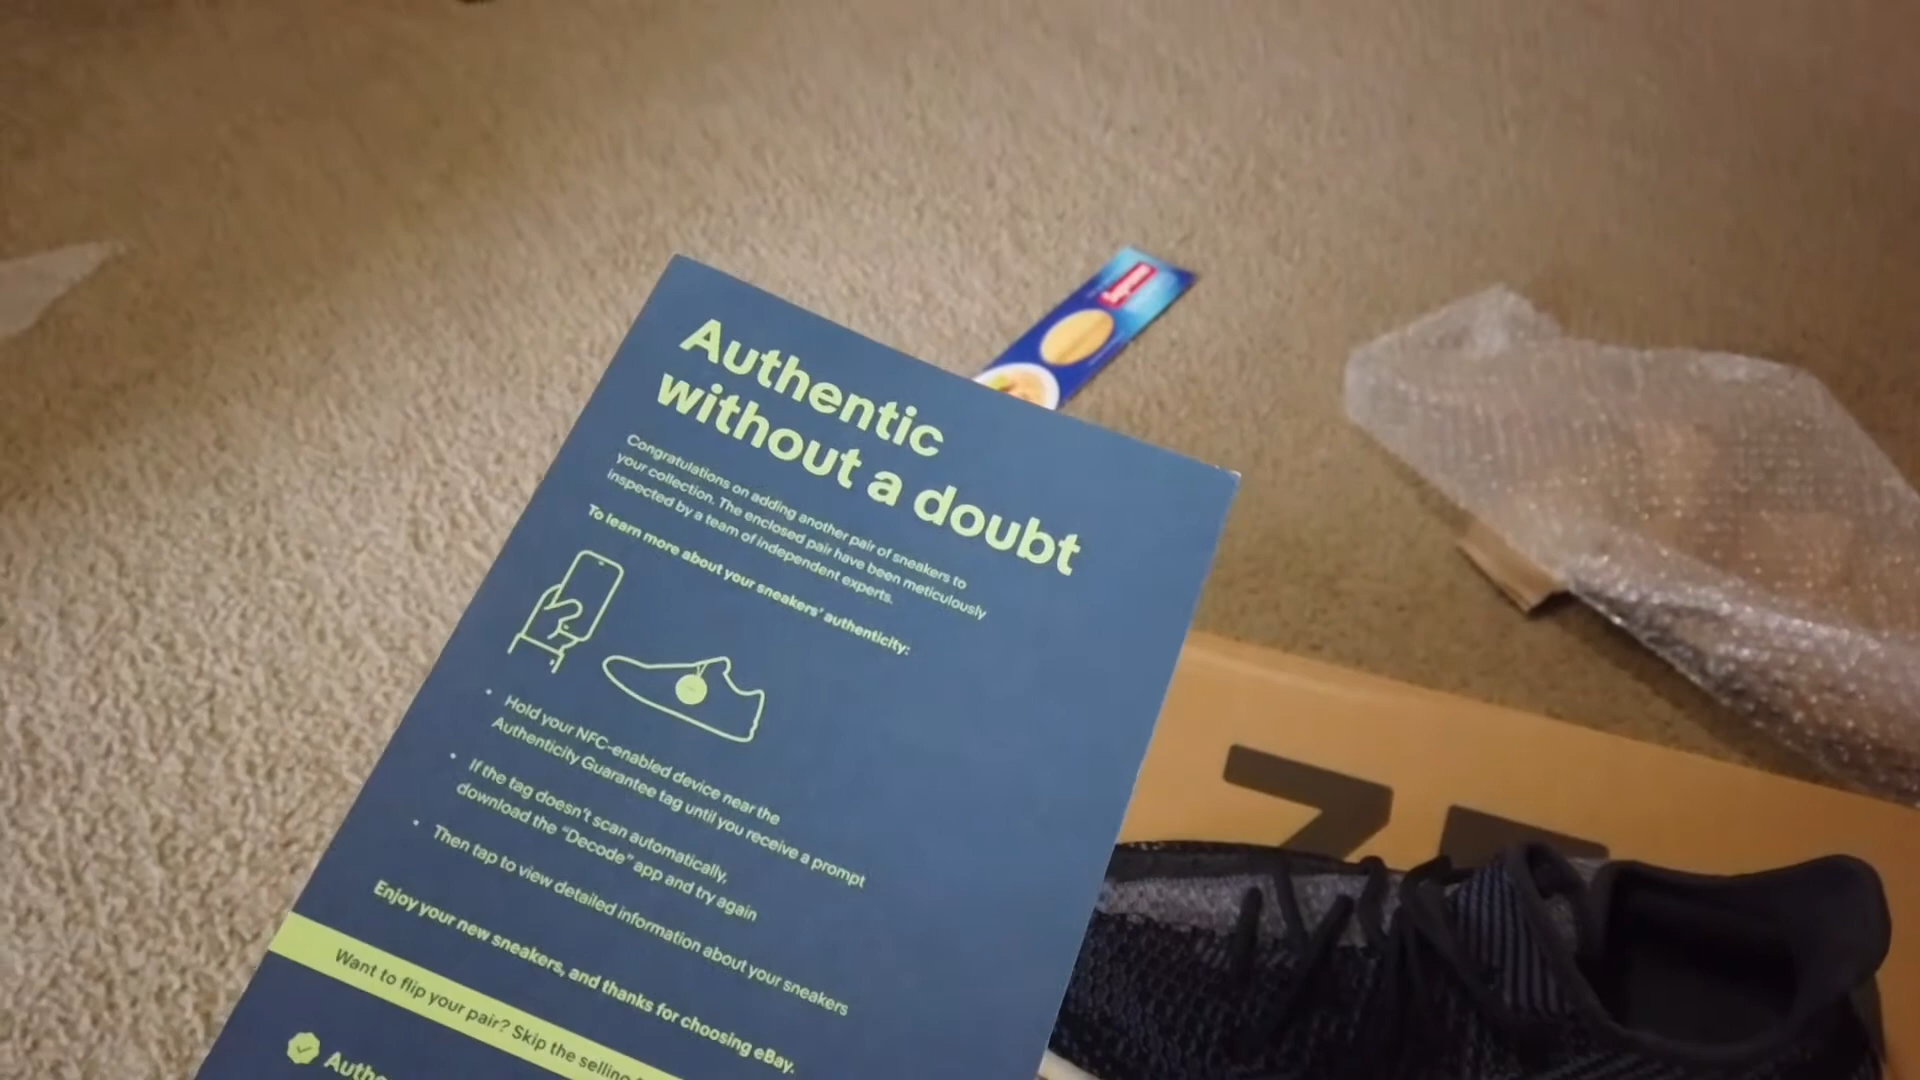 Authentic
without a doubt
Congratulations on adding another pair of sneakers to
your collection. The enclosed pair have been meticulously
inspected by a team of independent experts.
To learn more about your sneakers' authenticity:
• Hold your NFC-enabled device near the
Authenticity Guarantee tag until you receive a prompt
• If the tag doesn't scan automatically,
download the "Decode" app and try again
• Then tap to view detailed information about your sneakers
Enjoy your new sneakers, and thanks for choosing eBay.
Want to flip your pair? Skip the selling
Supreme